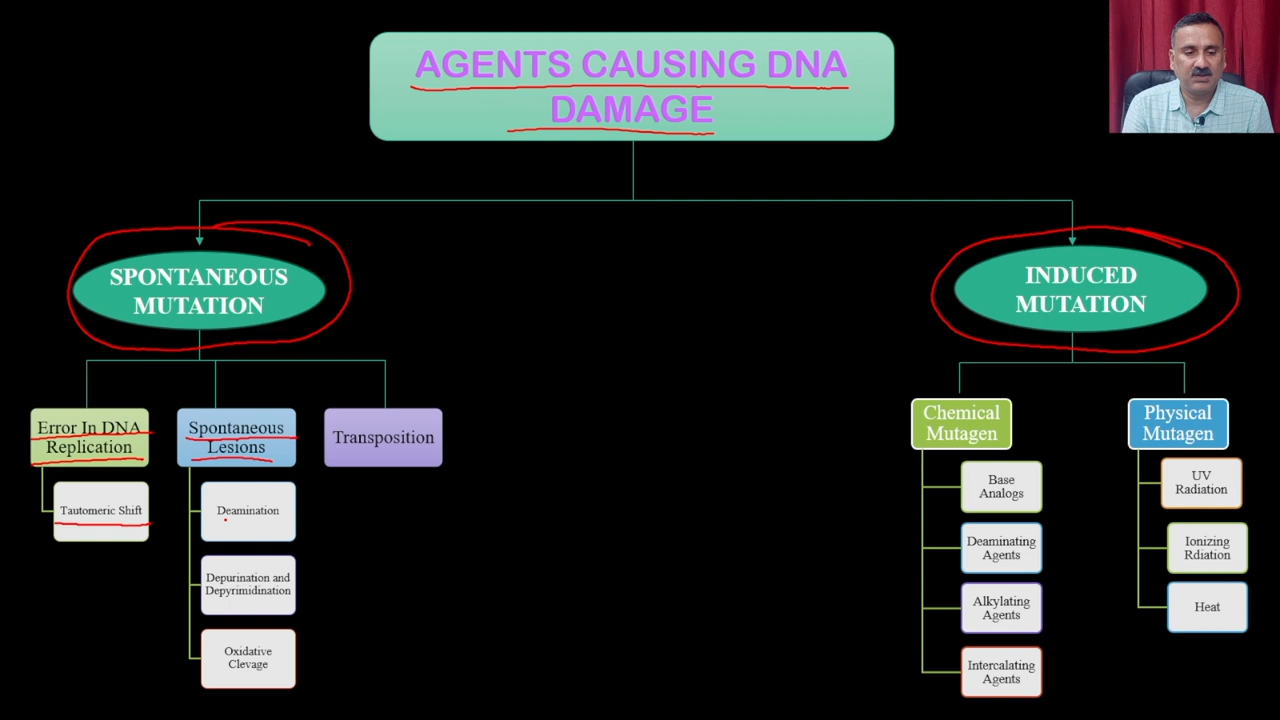 AGENTS CAUSING DNA
DAMAGE
SPONTANEOUS
MUTATION
INDUCED
MUTATION
Error In DNA
Replication
Spontaneous
Lesions
Transposition
Tautomeric Shift
Deamination
Depurination and
Depyrimidination
Oxidative
Clevage
Chemical
Mutagen
Physical
Mutagen
Base
Analogs
Deaminating
Agents
Alkylating
Agents
Intercalating
Agents
UV
Radiation
Ionizing
Rdiation
Heat